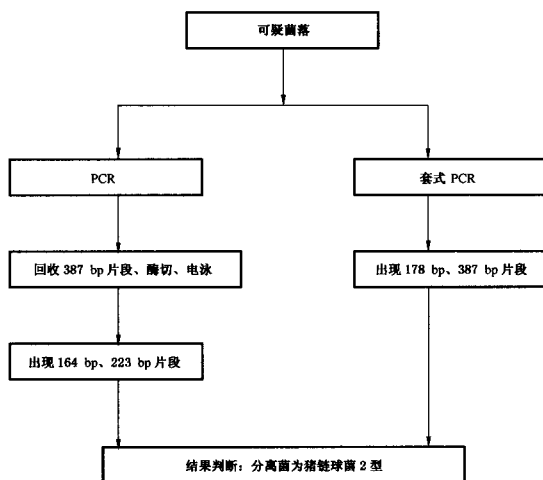 可疑菌落
PCR
套式 PCR
回收 387 bp 片段、酶切、电泳
出现 178 bp、387 bp 片段
出现 164 bp、223 bp 片段
结果判断：分离菌为猪链球菌 2 型